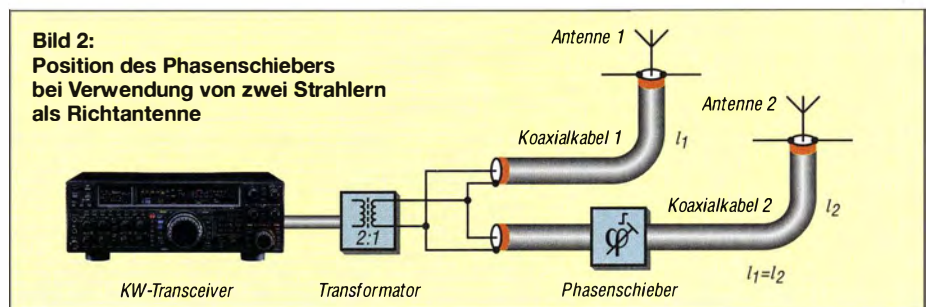 Bild 2:
Position des Phasenschiebers
bei Verwendung von zwei Strahlern
als Richtantenne
Antenne 1
Antenne 2
Koaxialkabel 1
l1
Koaxialkabel 2
l2
2:1
φ
l1=l2
KW-Transceiver
Transformator
Phasenschieber